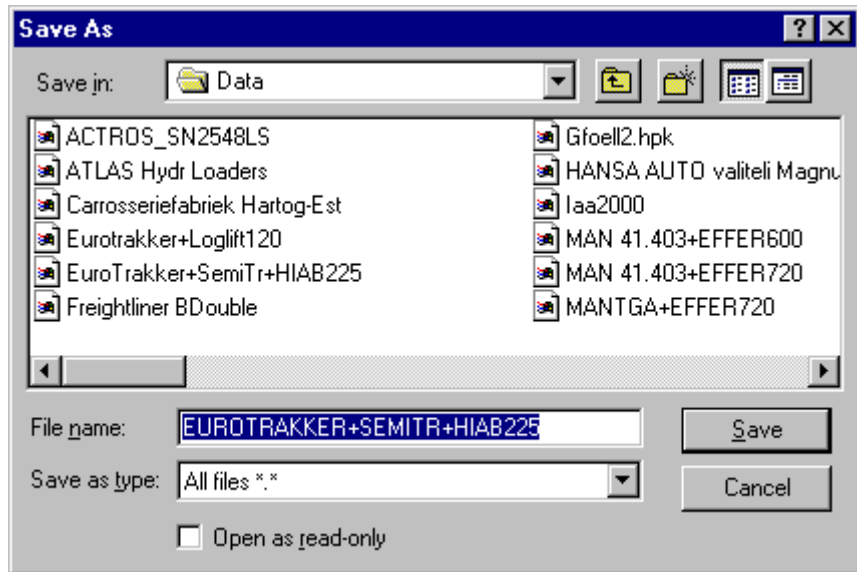 Save As
Save in: Data
ACTROS_SN2548LS
ATLAS Hydr Loaders
Carrosseriefabriek Hartog-Est
Eurotrakker+Loglift120
EuroTrakker+SemiTr+HIAB225
Freightliner BDouble
Gfoell2.hpk
HANSA AUTO valiteli Magnu
Iaa2000
MAN 41.403+EFFER600
MAN 41.403+EFFER720
MANTGA+EFFER720
File name: EUROTRAKKER+SEMITR+HIAB225
Save
Save as type: All files *.*
Cancel
Open as read-only